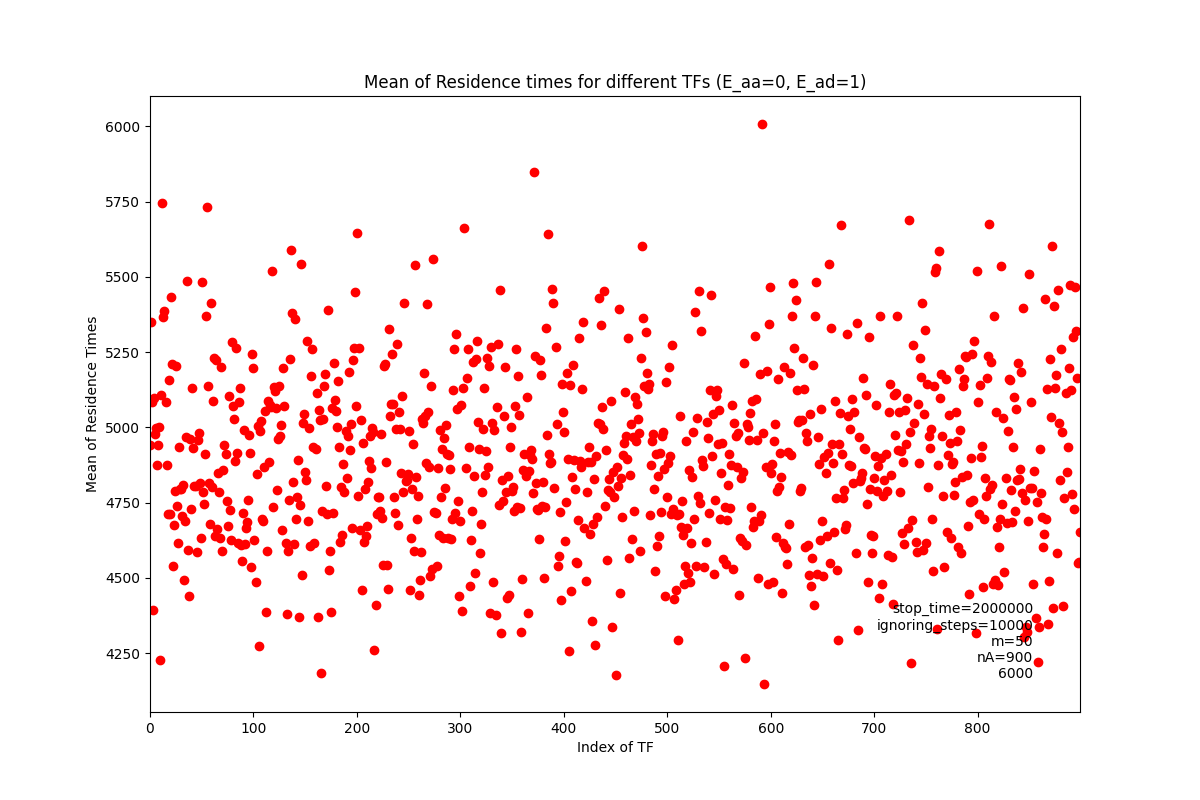 Mean of Residence times for different TFs (E_aa=0, E_ad=1)
6000
5750
5500
5250
5000
4750
4500
4250
Mean of Residence Times
stop_time=2000000
ignoring_steps=10000
m=50
nA=900
6000
0 100 200 300 400 500 600 700 800
Index of TF